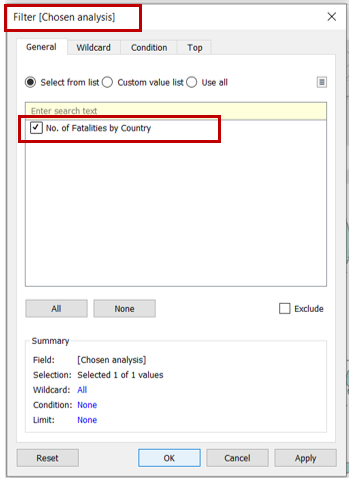 Filter [Chosen analysis]
General Wildcard Condition Top
Select from list Custom value list Use all
Enter search text
No. of Fatalities by Country
All None Exclude
Summary
Field: [Chosen analysis]
Selection: Selected 1 of 1 values
Wildcard: All
Condition: None
Limit: None
Reset OK Cancel Apply